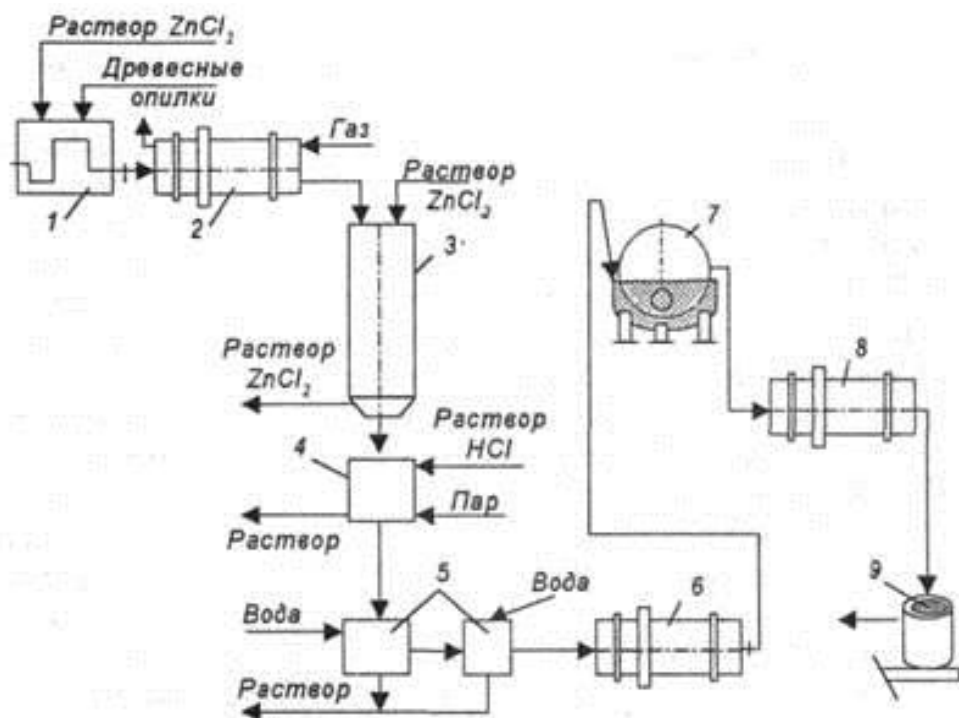 Раствор ZnCl2
Древесные
опилки
Газ
Раствор
ZnCl2
1
2
3
7
8
Раствор
ZnCl2
Раствор
HCl
4
Пар
Раствор
5
Вода
6
9
Вода
Раствор